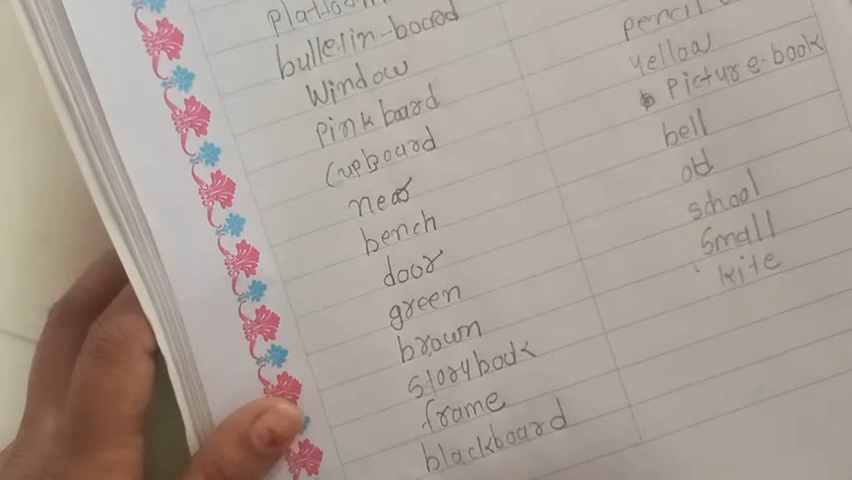 bulletin-board
window
pink board
cupboard
near
bench
door
green
brown
storybook
frame
blackboard
pencil
yellow
picture-book
bell
old
school
small
kite